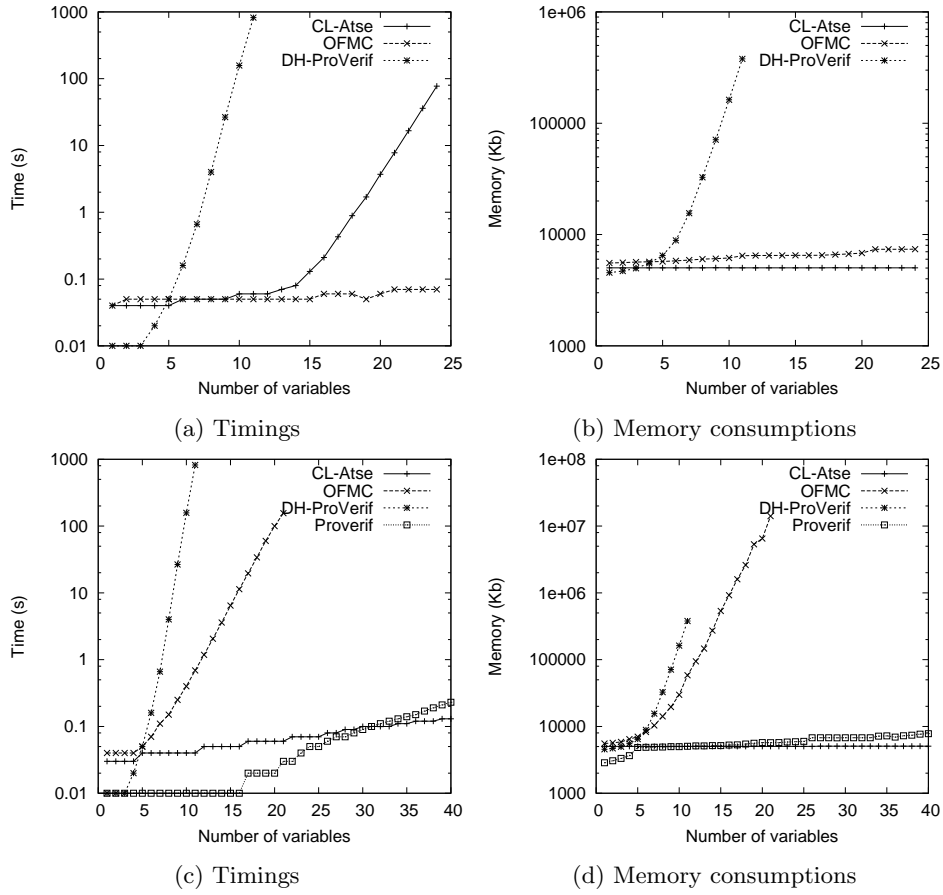 1000
100
10
1
0.1
0.01
Time (s)
0 5 10 15 20 25
Number of variables
CL-Atse
OFMC
DH-ProVerif
(a) Timings
1e+06
100000
10000
1000
Memory (Kb)
0 5 10 15 20 25
Number of variables
CL-Atse
OFMC
DH-ProVerif
(b) Memory consumptions
1000
100
10
1
0.1
0.01
Time (s)
0 5 10 15 20 25 30 35 40
Number of variables
CL-Atse
OFMC
DH-ProVerif
Proverif
(c) Timings
1e+08
1e+07
1e+06
100000
10000
1000
Memory (Kb)
0 5 10 15 20 25 30 35 40
Number of variables
CL-Atse
OFMC
DH-ProVerif
Proverif
(d) Memory consumptions